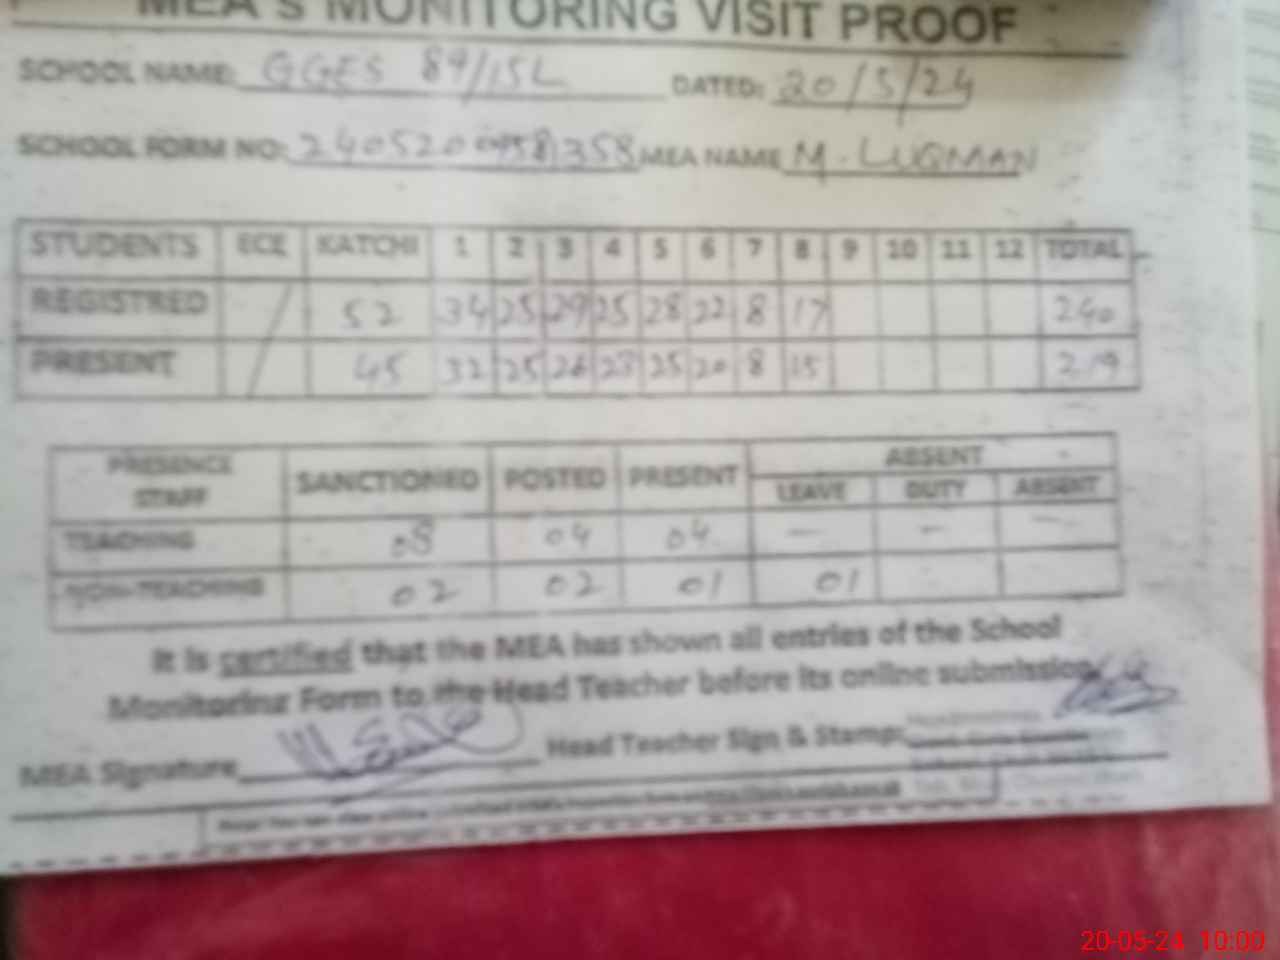 MEA'S MONITORING VISIT PROOF
SCHOOL NAME: GGES 89/15L DATED: 20/5/24
SCHOOL FORM NO: MEA NAME M. LUQMAN
STUDENTS ECE KATCHI 1 2 3 4 5 6 7 8 9 10 11 12 TOTAL
REGISTRED 52 34 25 29 25 28 22 8 17 240
PRESENT 45 32 25 26 23 25 20 8 15 219
PRESENCE STAFF SANCTIONED POSTED PRESENT ABSENT
LEAVE DUTY ABSENT
TEACHING 08 04 04 — — —
NON-TEACHING 02 02 01 01
It is certified that the MEA has shown all entries of the School
Monitoring Form to the Head Teacher before its online submission.
MEA Signature Head Teacher Sign & Stamp:
20-05-24 10:00